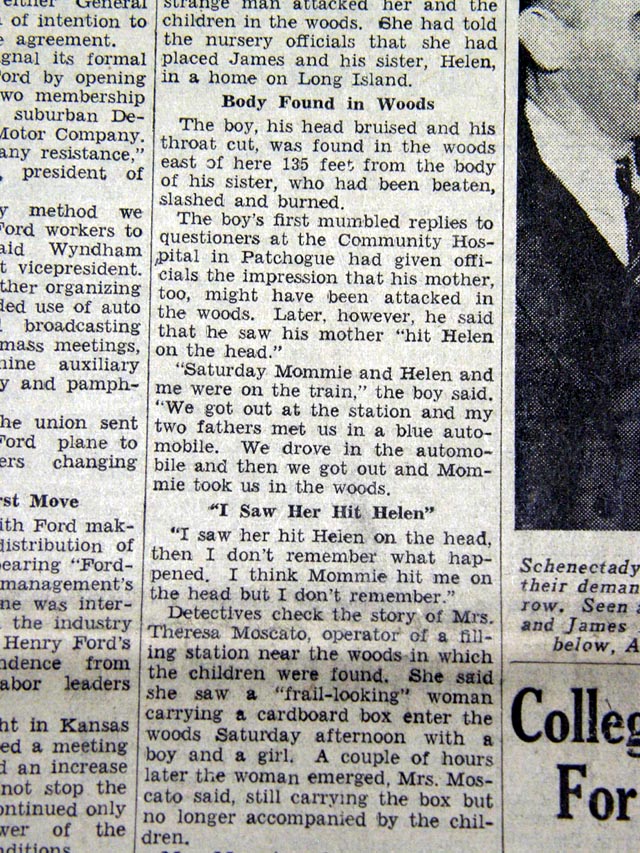 either General
of intention to
e agreement.
gnal its formal
ord by opening
wo membership
suburban De-
Motor Company.
any resistance,"
, president of
y method we
Ford workers to
aid Wyndham
t vicepresident.
ther organizing
ded use of auto
broadcasting
mass meetings,
nine auxiliary
y and pamph-
he union sent
Ford plane to
ers changing
rst Move
ith Ford mak-
distribution of
bearing "Ford-
management's
ne was inter-
the industry
Henry Ford's
ndence from
labor leaders
ht in Kansas
ed a meeting
d an increase
not stop the
ontinued only
wer of the
nditions.
strange man attacked her and the
children in the woods. She had told
the nursery officials that she had
placed James and his sister, Helen,
in a home on Long Island.
Body Found in Woods
The boy, his head bruised and his
throat cut, was found in the woods
east of here 135 feet from the body
of his sister, who had been beaten,
slashed and burned.
The boy's first mumbled replies to
questioners at the Community Hos-
pital in Patchogue had given offi-
cials the impression that his mother,
too, might have been attacked in
the woods. Later, however, he said
that he saw his mother "hit Helen
on the head."
"Saturday Mommie and Helen and
me were on the train," the boy said.
"We got out at the station and my
two fathers met us in a blue auto-
mobile. We drove in the automo-
bile and then we got out and Mom-
mie took us in the woods.
"I Saw Her Hit Helen"
"I saw her hit Helen on the head,
then I don't remember what hap-
pened. I think Mommie hit me on
the head but I don't remember."
Detectives check the story of Mrs.
Theresa Moscato, operator of a fill-
ing station near the woods in which
the children were found. She said
she saw a "frail-looking" woman
carrying a cardboard box enter the
woods Saturday afternoon with a
boy and a girl. A couple of hours
later the woman emerged, Mrs. Mos-
cato said, still carrying the box but
no longer accompanied by the chil-
dren.
Schenectady
their deman
row. Seen a
and James
below, A
Colleg
For